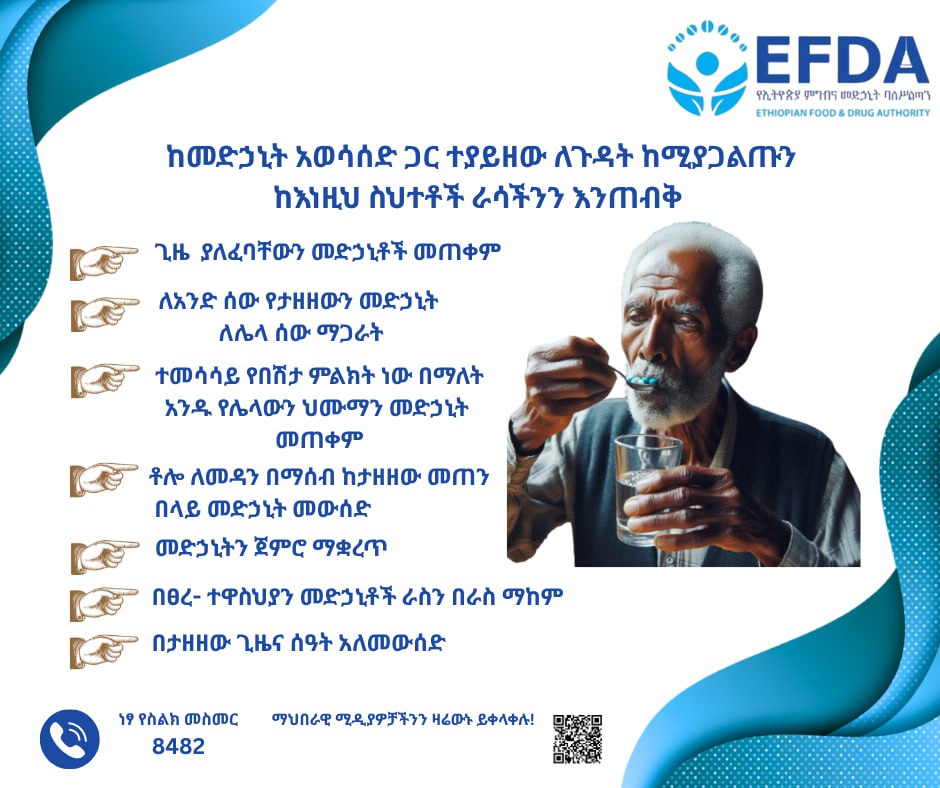 EFDA
የኢትዮጵያ ምግብና መድኃኒት ባለሥልጣን
ETHIOPIAN FOOD & DRUG AUTHORITY
ከመድኃኒት አወሳሰድ ጋር ተያይዘው ለጉዳት ከሚያጋልጡን
ከእነዚህ ስህተቶች ራሳችንን እንጠብቅ
ጊዜ ያለፈባቸውን መድኃኒቶች መጠቀም
ለአንድ ሰው የታዘዘውን መድኃኒት
ለሌላ ሰው ማጋራት
ተመሳሳይ የበሽታ ምልክት ነው በማለት
አንዱ የሌላውን ህሙማን መድኃኒት
መጠቀም
ቶሎ ለመዳን በማሰብ ከታዘዘው መጠን
በላይ መድኃኒት መውሰድ
መድኃኒትን ጀምሮ ማቋረጥ
በፀረ- ተዋስህያን መድኃኒቶች ራስን በራስ ማከም
በታዘዘው ጊዜና ሰዓት አለመውሰድ
ነፃ የስልክ መስመር
8482
ማህበራዊ ሚዲያዎቻችንን ዛሬውኑ ይቀላቀሉ!